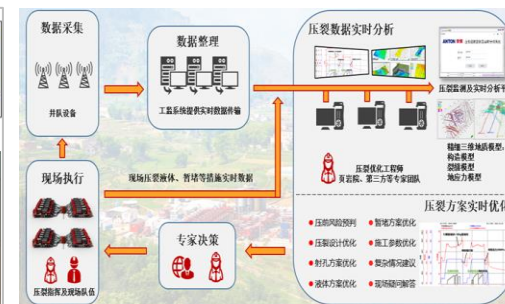 数据采集
井队设备
数据整理
工监系统提供实时数据传输
压裂数据实时分析
ANTON
压裂监测及实时分析平
精细三维地质模型,
构造模型
裂缝模型
地应力模型
压裂优化工程师
页岩院、第三方等专家团队
现场压裂液体、暂堵等措施实时数据
现场执行
压裂指挥及现场队伍
专家决策
压裂方案实时优化
压前风险预判
暂堵方案优化
压裂设计优化
施工参数优化
射孔方案优化
复杂情况建议
液体方案优化
现场疑问解答